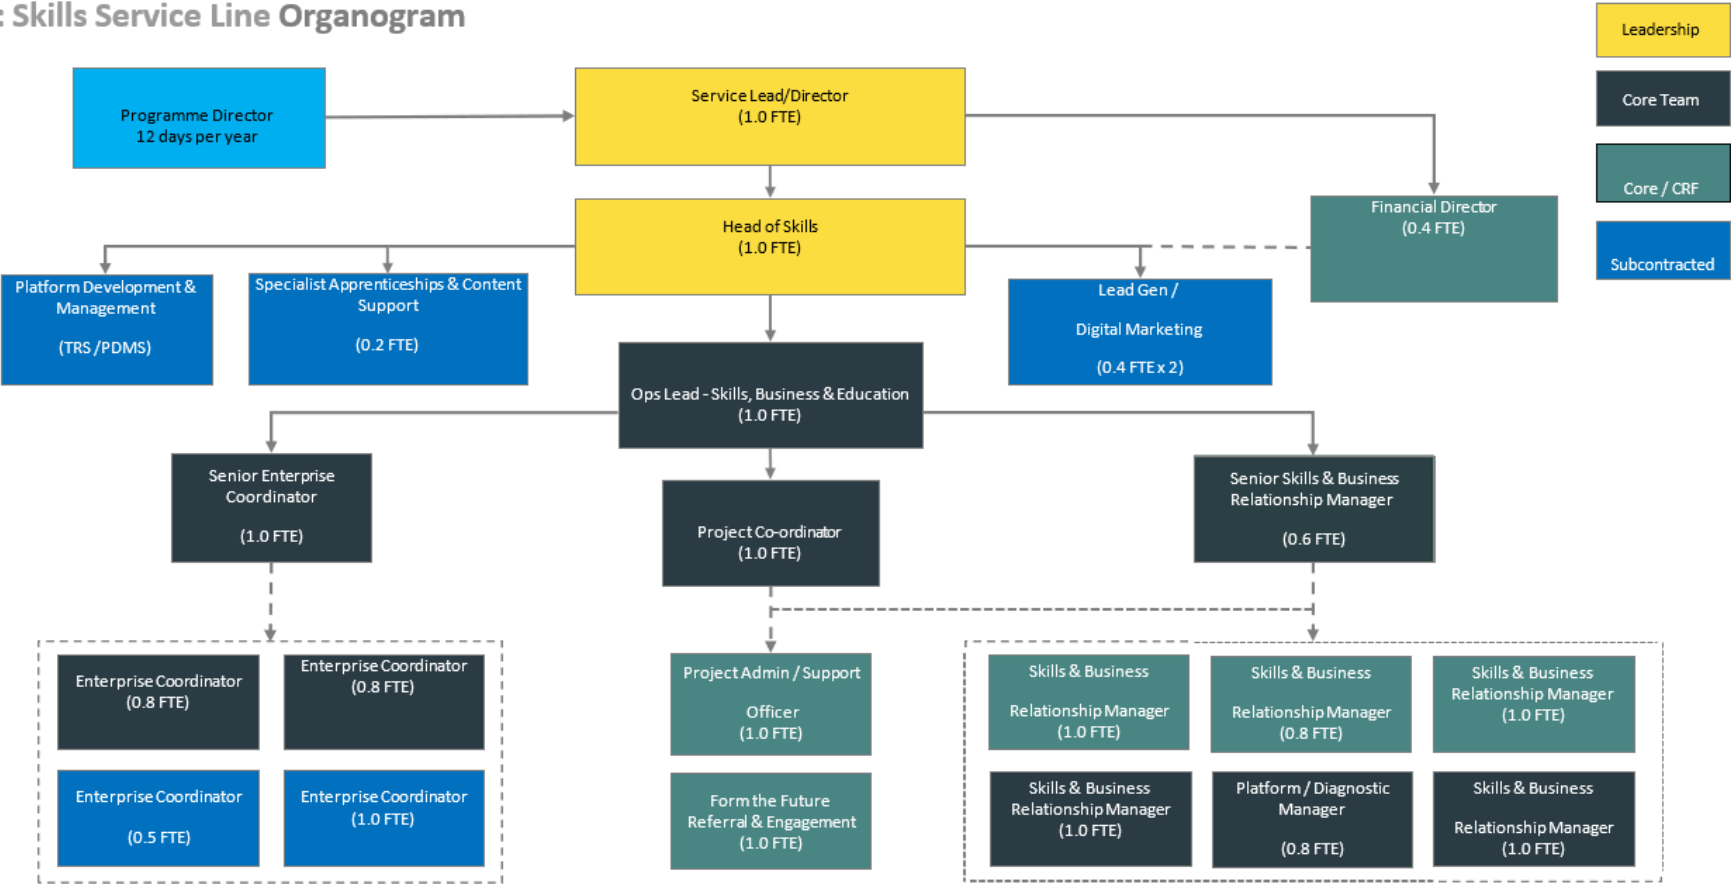 : Skills Service Line Organogram
Leadership
Core Team
Core / CRF
Subcontracted
Programme Director
12 days per year
Service Lead/Director
(1.0 FTE)
Head of Skills
(1.0 FTE)
Financial Director
(0.4 FTE)
Platform Development &
Management
(TRS /PDMS)
Specialist Apprenticeships & Content
Support
(0.2 FTE)
Lead Gen /
Digital Marketing
(0.4 FTE x 2)
Ops Lead - Skills, Business & Education
(1.0 FTE)
Senior Enterprise
Coordinator
(1.0 FTE)
Project Co-ordinator
(1.0 FTE)
Senior Skills & Business
Relationship Manager
(0.6 FTE)
Enterprise Coordinator
(0.8 FTE)
Enterprise Coordinator
(0.8 FTE)
Enterprise Coordinator
(0.5 FTE)
Enterprise Coordinator
(1.0 FTE)
Project Admin / Support
Officer
(1.0 FTE)
Form the Future
Referral & Engagement
(1.0 FTE)
Skills & Business
Relationship Manager
(1.0 FTE)
Skills & Business
Relationship Manager
(0.8 FTE)
Skills & Business
Relationship Manager
(1.0 FTE)
Skills & Business
Relationship Manager
(1.0 FTE)
Platform / Diagnostic
Manager
(0.8 FTE)
Skills & Business
Relationship Manager
(1.0 FTE)